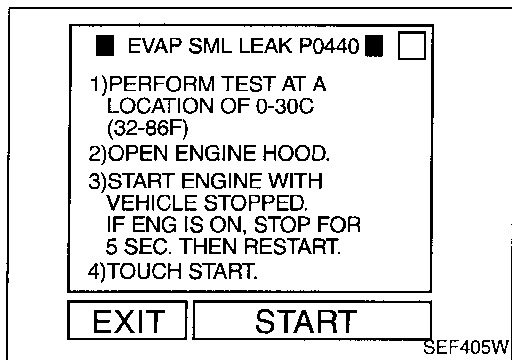 EVAP SML LEAK P0440
1)PERFORM TEST AT A
LOCATION OF 0-30C
(32-86F)
2)OPEN ENGINE HOOD.
3)START ENGINE WITH
VEHICLE STOPPED.
IF ENG IS ON, STOP FOR
5 SEC. THEN RESTART.
4)TOUCH START.
EXIT START
SEF405W